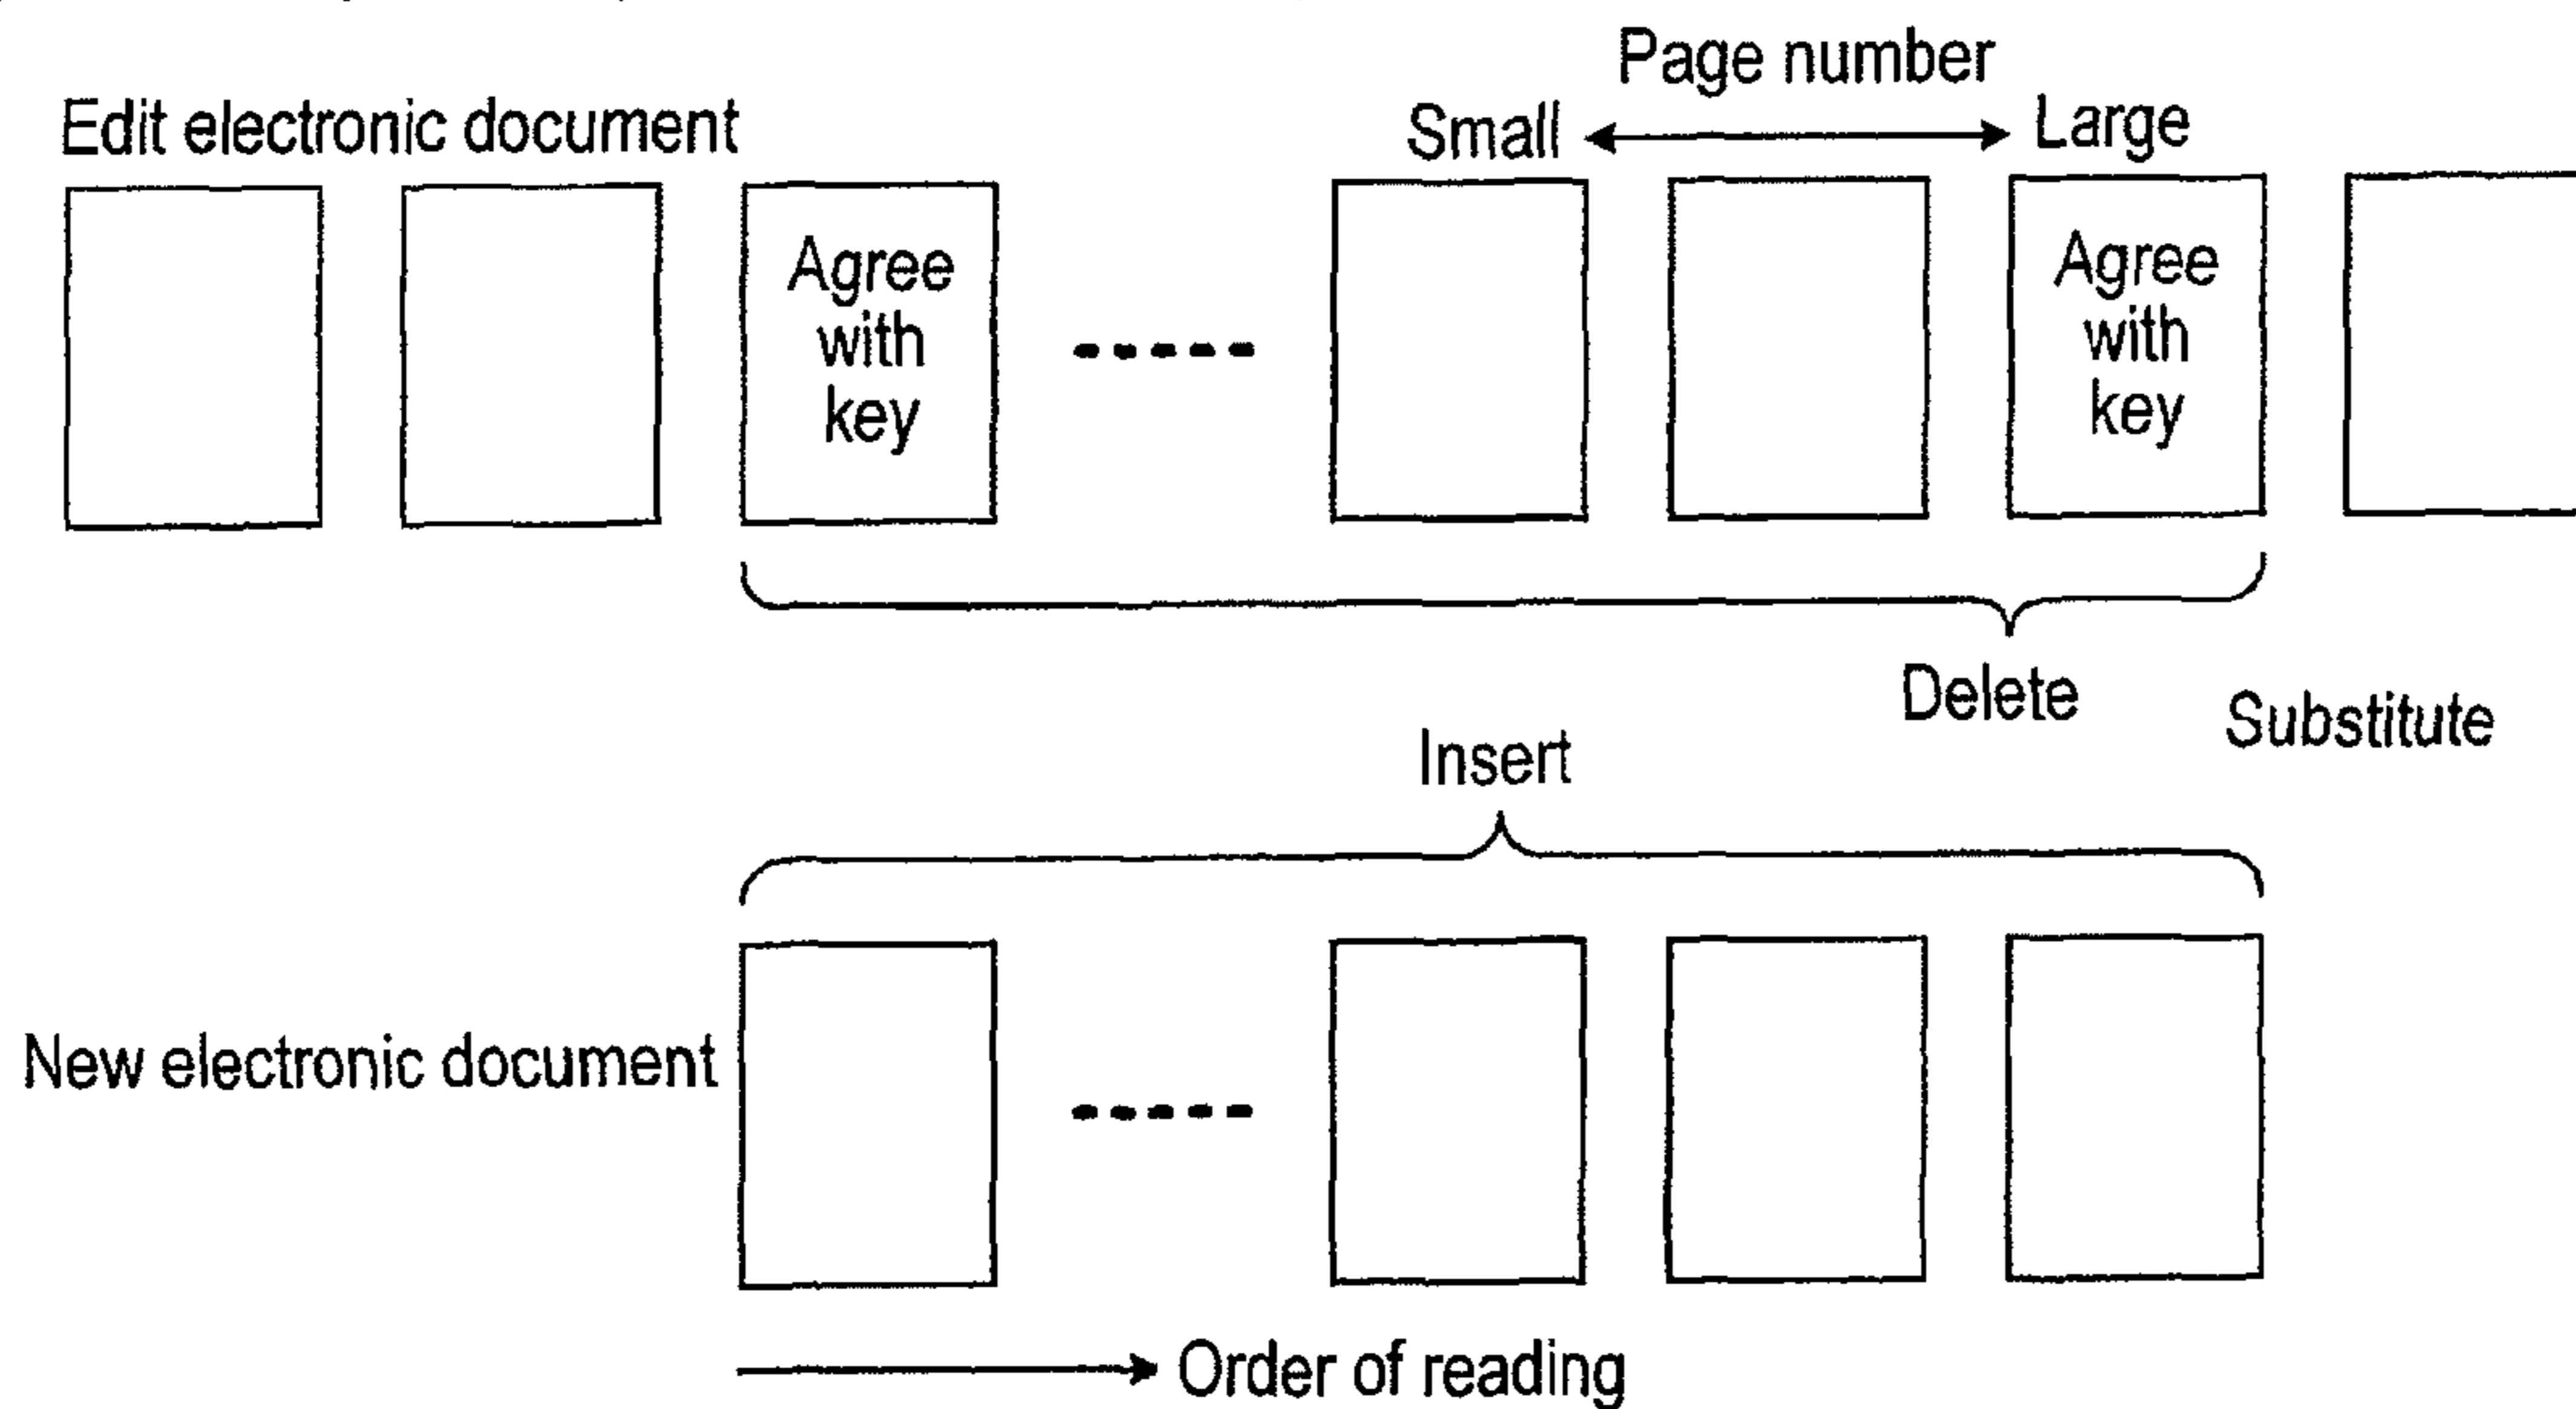 Page number
Edit electronic document
Small
Large
Agree
with
key
Agree
with
key
Delete
Substitute
Insert
New electronic document
Order of reading